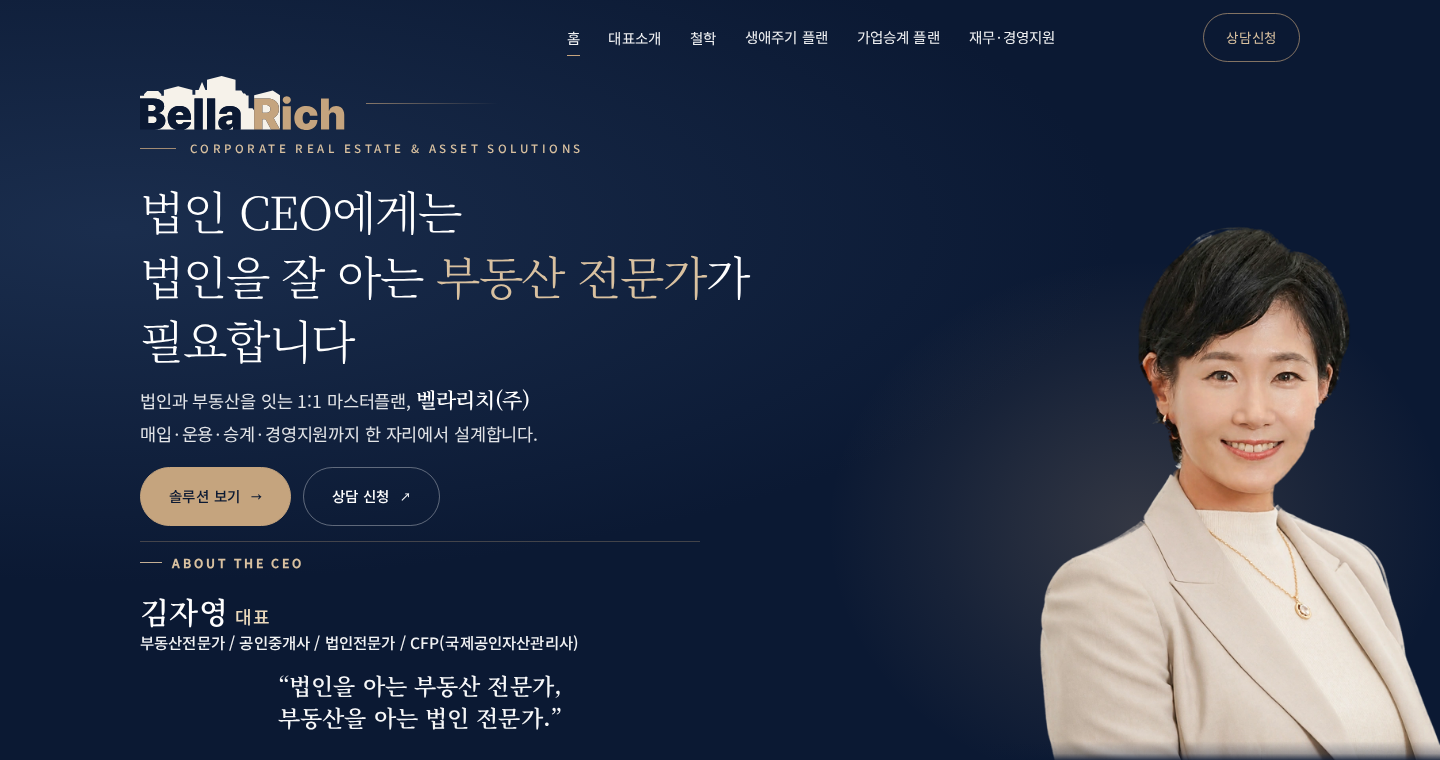 홈 대표소개 철학 생애주기 플랜 가업승계 플랜 재무·경영지원 상담신청
Bella Rich
CORPORATE REAL ESTATE & ASSET SOLUTIONS
법인 CEO에게는
법인을 잘 아는 부동산 전문가가
필요합니다
법인과 부동산을 잇는 1:1 마스터플랜, 벨라리치(주)
매입·운용·승계·경영지원까지 한 자리에서 설계합니다.
솔루션 보기 → 상담 신청 ↗
ABOUT THE CEO
김자영 대표
부동산전문가 / 공인중개사 / 법인전문가 / CFP(국제공인자산관리사)
“법인을 아는 부동산 전문가,
부동산을 아는 법인 전문가.”